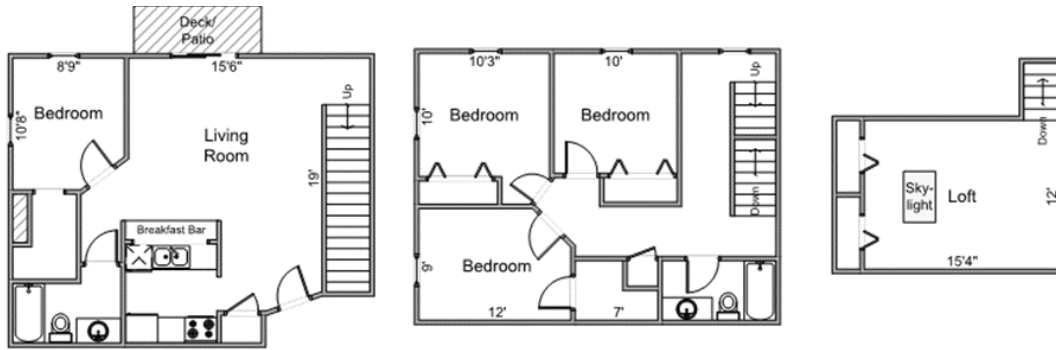 Deck/
Patio
8'9"
15'6"
Bedroom
10'8"
Living
Room
Up
19'
Breakfast Bar
10'3"
10'
Up
10'
Bedroom
Bedroom
Down
9'
Bedroom
12'
7'
Down
Sky-
light
Loft
12'
15'4"